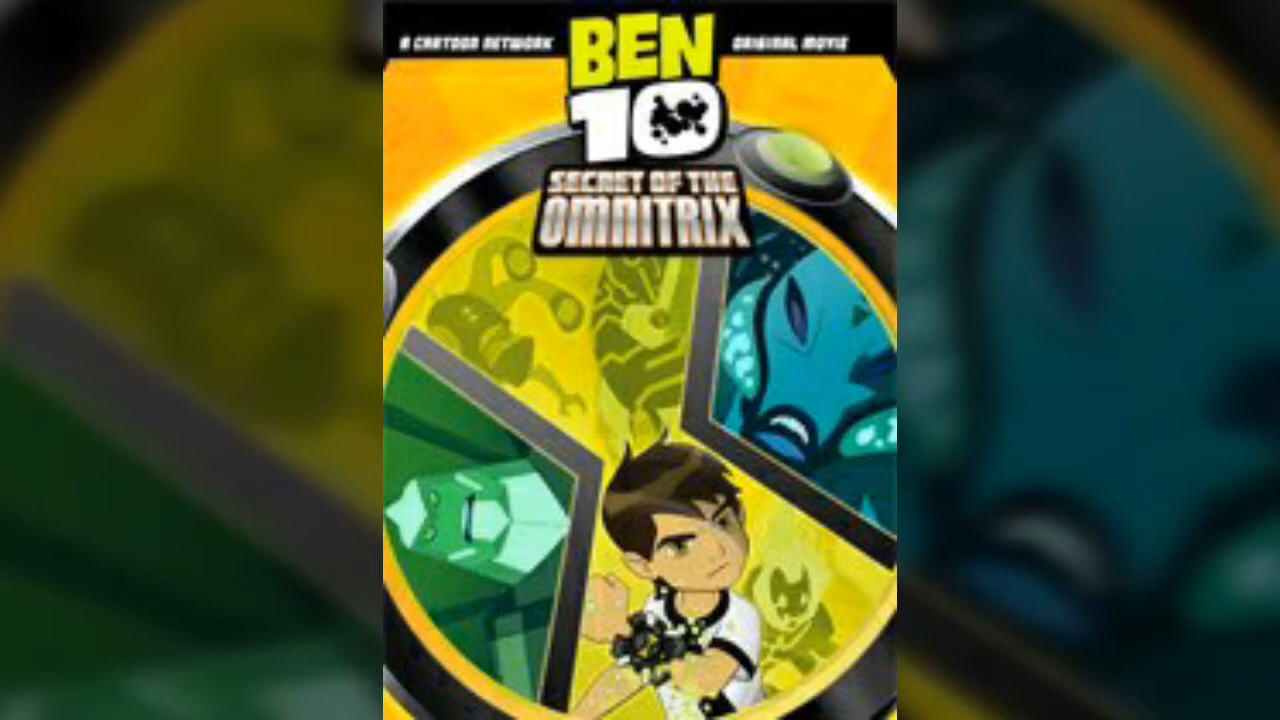 A CARTOON NETWORK ORIGINAL MOVIE
BEN
10
SECRET OF THE
OMNITRIX